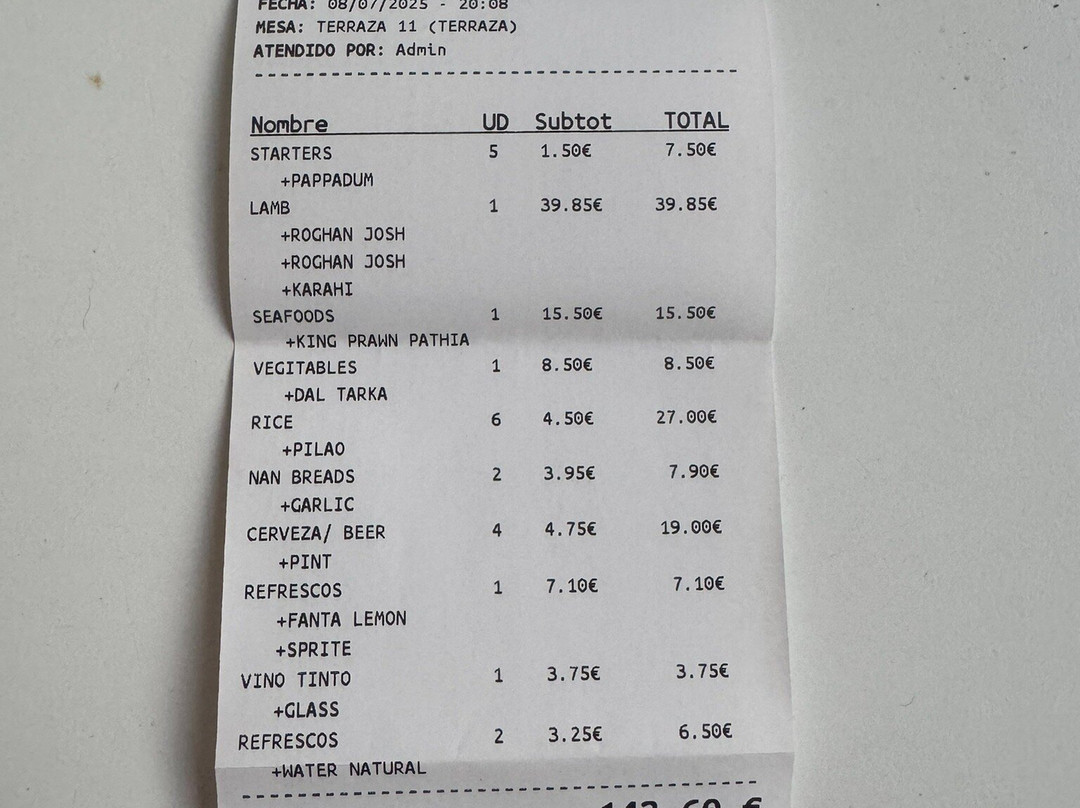 FECHA: 08/07/2025 - 20:08
MESA: TERRAZA 11 (TERRAZA)
ATENDIDO POR: Admin
Nombre UD Subtot TOTAL
STARTERS 5 1.50€ 7.50€
+PAPPADUM
LAMB 1 39.85€ 39.85€
+ROGHAN JOSH
+ROGHAN JOSH
+KARAHI
SEAFOODS 1 15.50€ 15.50€
+KING PRAWN PATHIA
VEGITABLES 1 8.50€ 8.50€
+DAL TARKA
RICE 6 4.50€ 27.00€
+PILAO
NAN BREADS 2 3.95€ 7.90€
+GARLIC
CERVEZA/ BEER 4 4.75€ 19.00€
+PINT
REFRESCOS 1 7.10€ 7.10€
+FANTA LEMON
+SPRITE
VINO TINTO 1 3.75€ 3.75€
+GLASS
REFRESCOS 2 3.25€ 6.50€
+WATER NATURAL
142.60 €